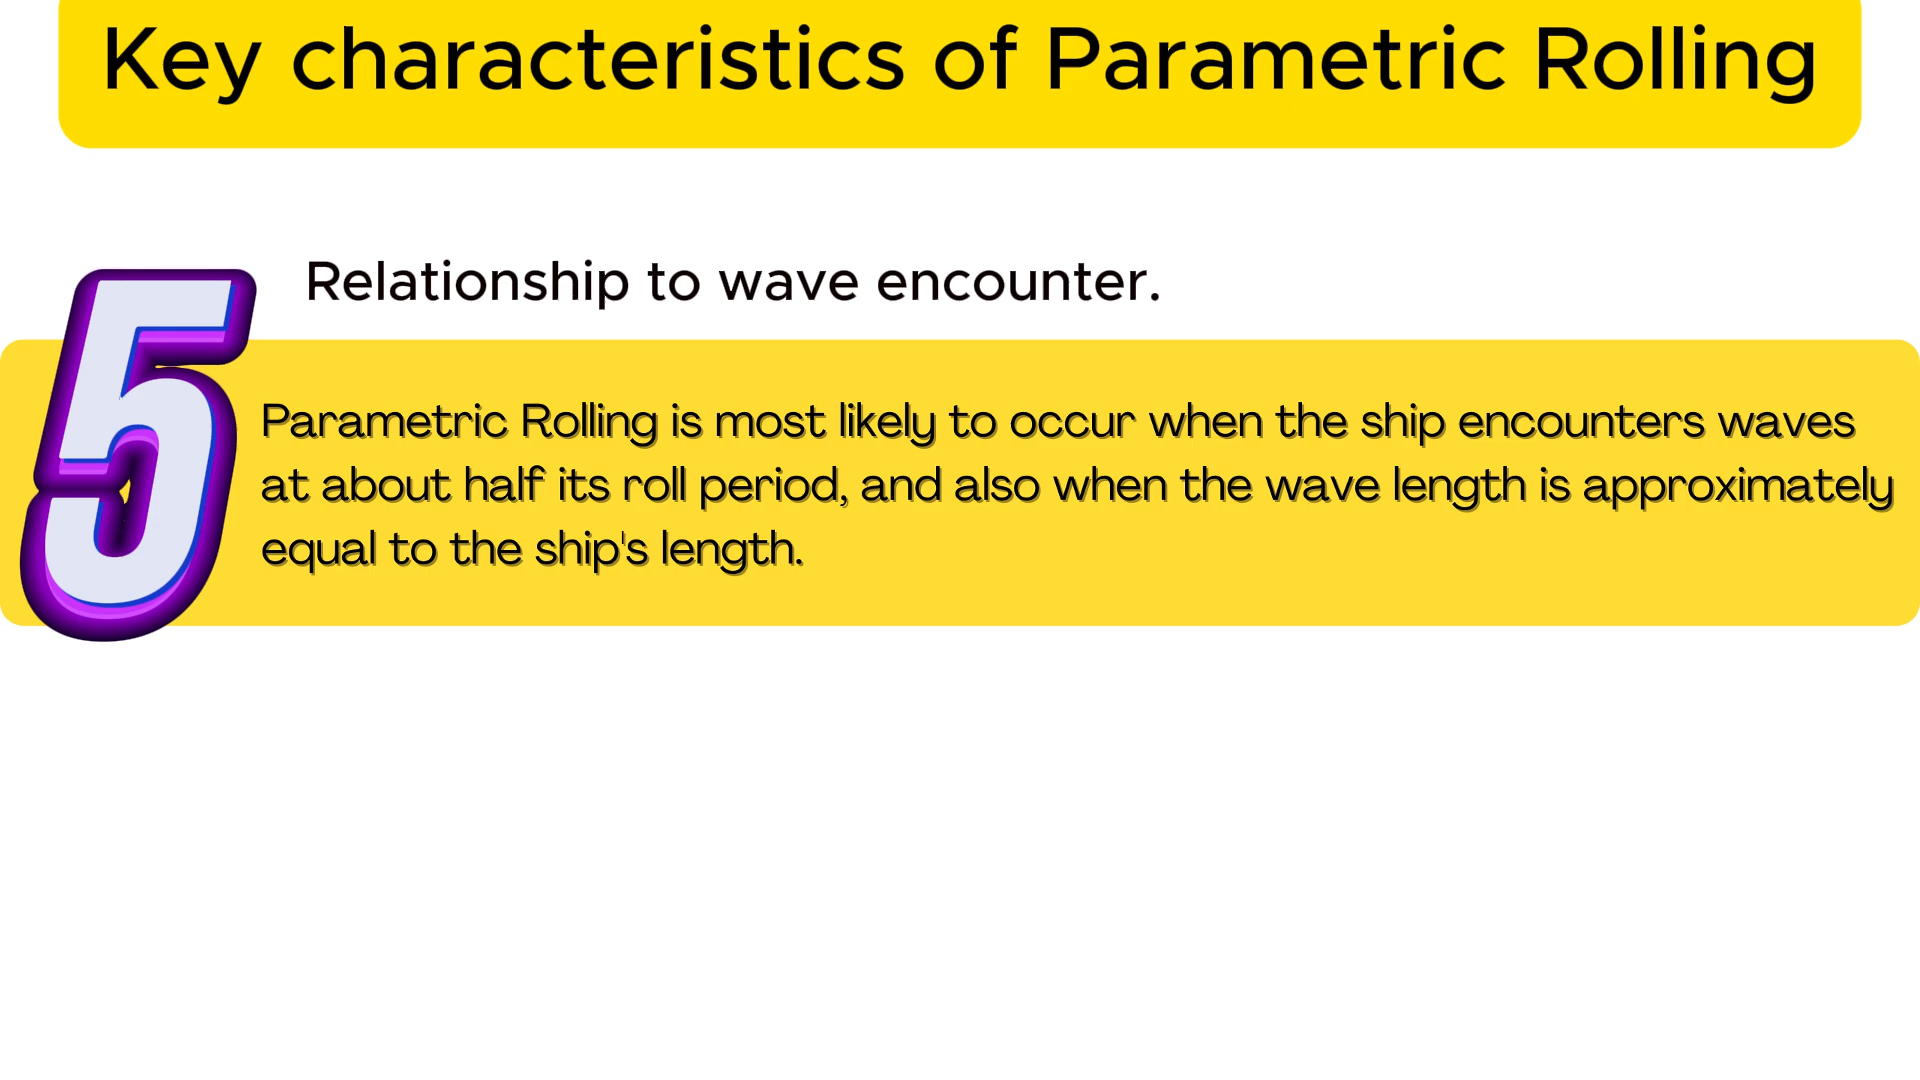 Key characteristics of Parametric Rolling
Relationship to wave encounter.
5
Parametric Rolling is most likely to occur when the ship encounters waves
at about half its roll period, and also when the wave length is approximately
equal to the ship's length.